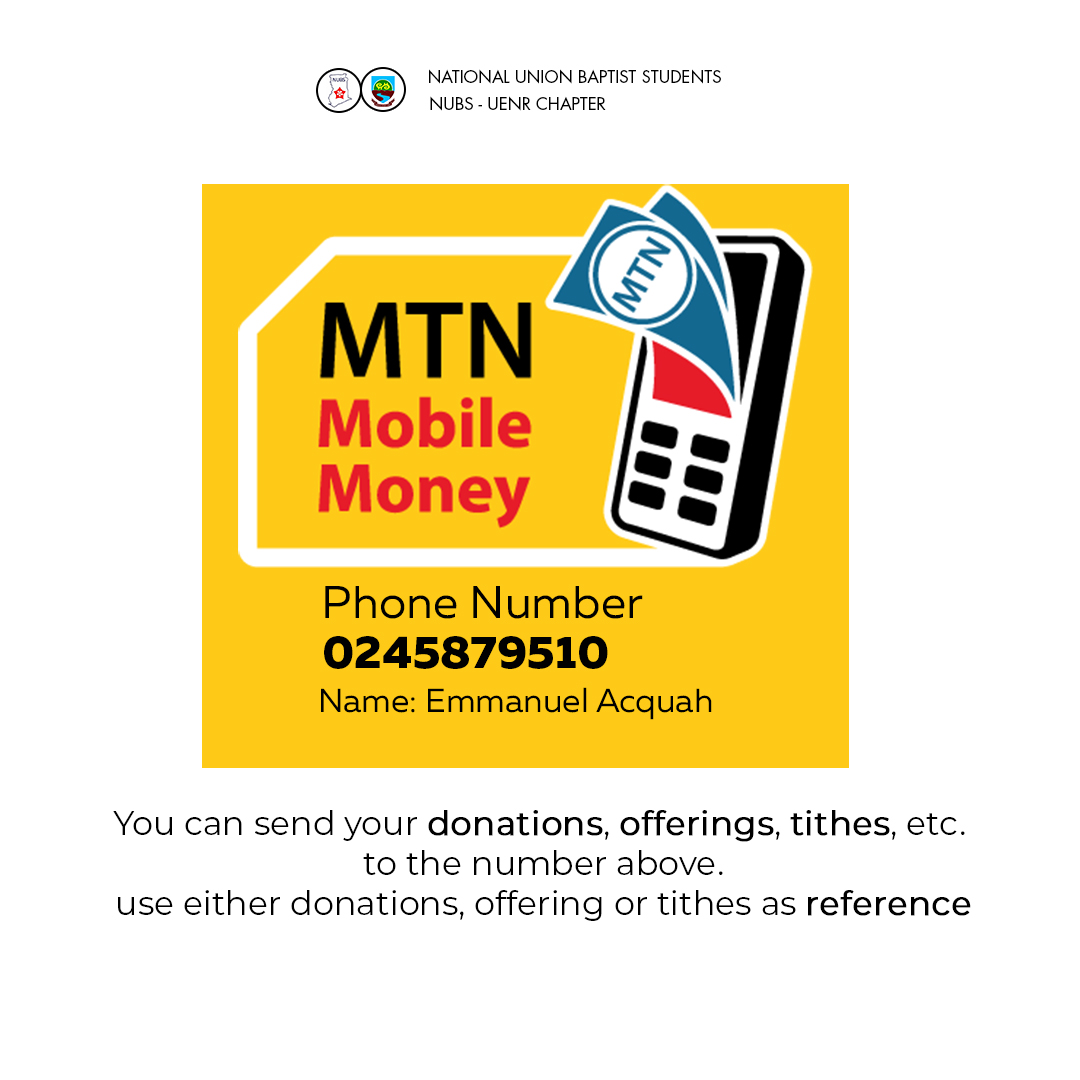 NUBS
NATIONAL UNION BAPTIST STUDENTS
NUBS - UENR CHAPTER
MTN
MTN
Mobile
Money
Phone Number
0245879510
Name: Emmanuel Acquah
You can send your donations, offerings, tithes, etc.
to the number above.
use either donations, offering or tithes as reference